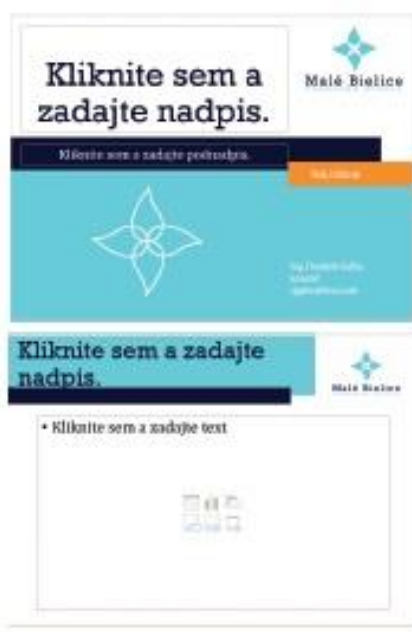 Kliknite sem a
zadajte nadpis.
Malé Bielice
Kliknite sem a zadajte podnadpis.
Kliknite sem a zadajte
nadpis.
Malé Bielice
• Kliknite sem a zadajte text